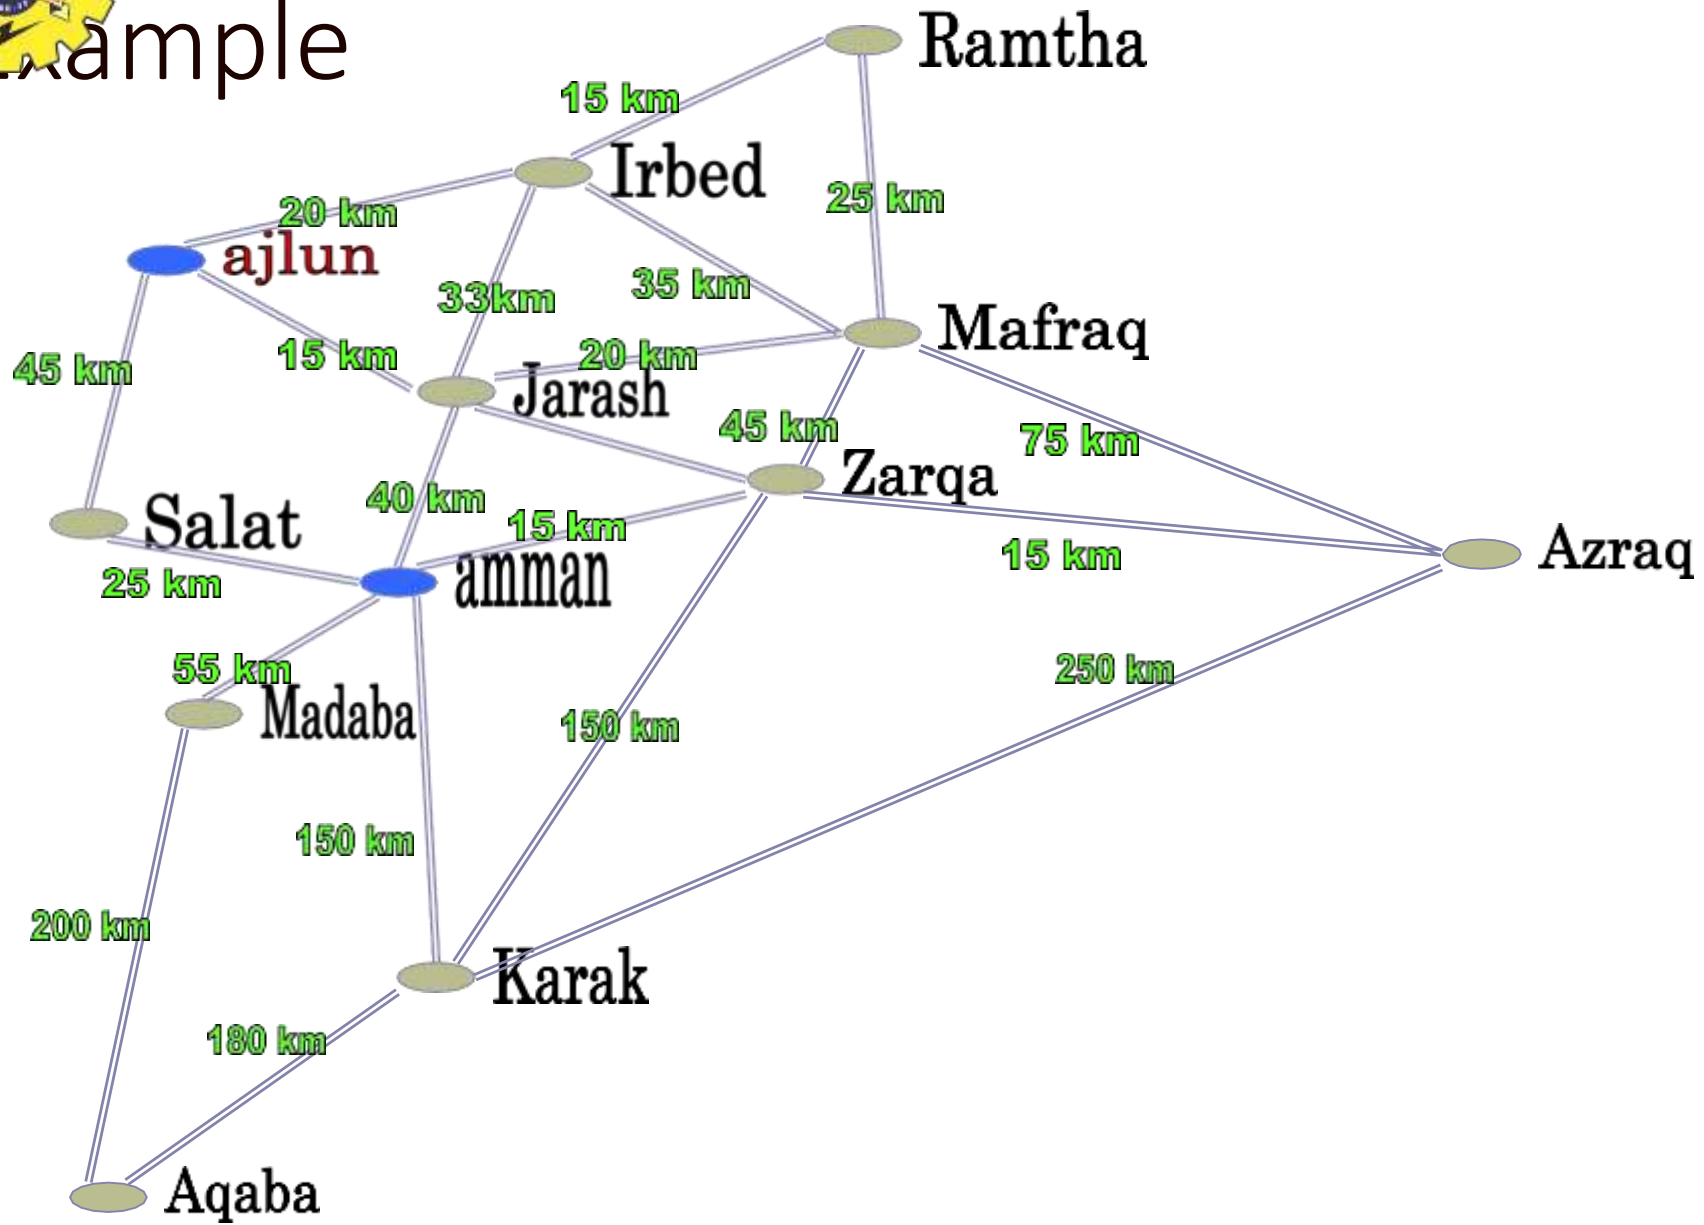 xample
Ramtha
15 km
Irbed
25 km
20 km
ajlun
35 km
33km
Mafraq
15 km
20 km
45 km
Jarash
45 km
75 km
Zarqa
40 km
15 km
Salat
Azraq
15 km
25 km
amman
55 km
250 km
Madaba
150 km
150 km
200 km
Karak
180 km
Aqaba